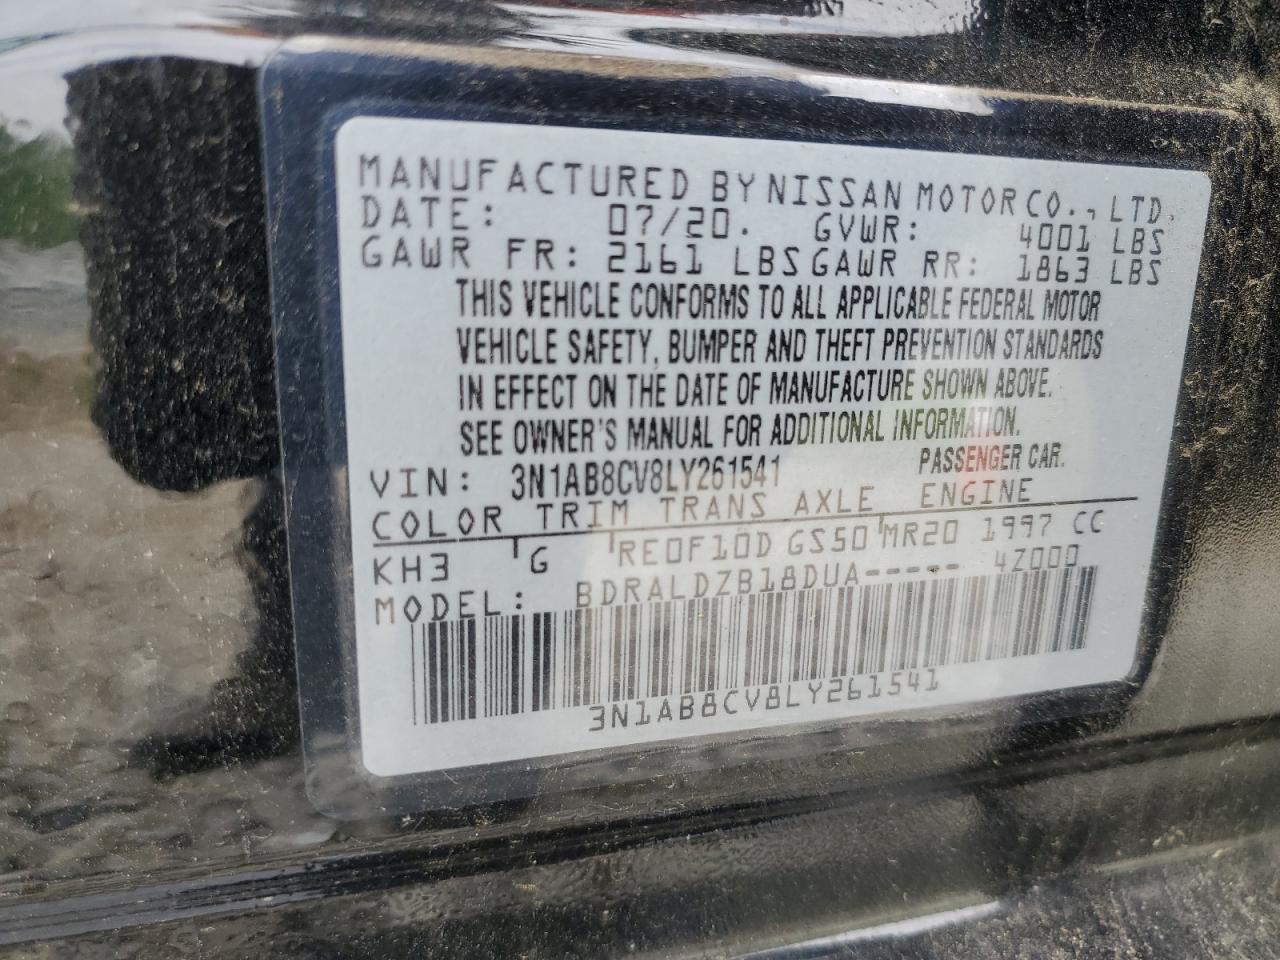 MANUFACTURED BY NISSAN MOTOR CO., LTD.
DATE: 07/20. GVWR: 4001 LBS
GAWR FR: 2161 LBS GAWR RR: 1863 LBS
THIS VEHICLE CONFORMS TO ALL APPLICABLE FEDERAL MOTOR
VEHICLE SAFETY, BUMPER AND THEFT PREVENTION STANDARDS
IN EFFECT ON THE DATE OF MANUFACTURE SHOWN ABOVE.
SEE OWNER'S MANUAL FOR ADDITIONAL INFORMATION.
VIN: 3N1AB8CV8LY261541 PASSENGER CAR.
COLOR TRIM TRANS AXLE ENGINE
KH3 G RE0F10D GS50 MR20 1997 CC
MODEL: BDRALDZB18DUA----- 4Z000
3N1AB8CV8LY261541